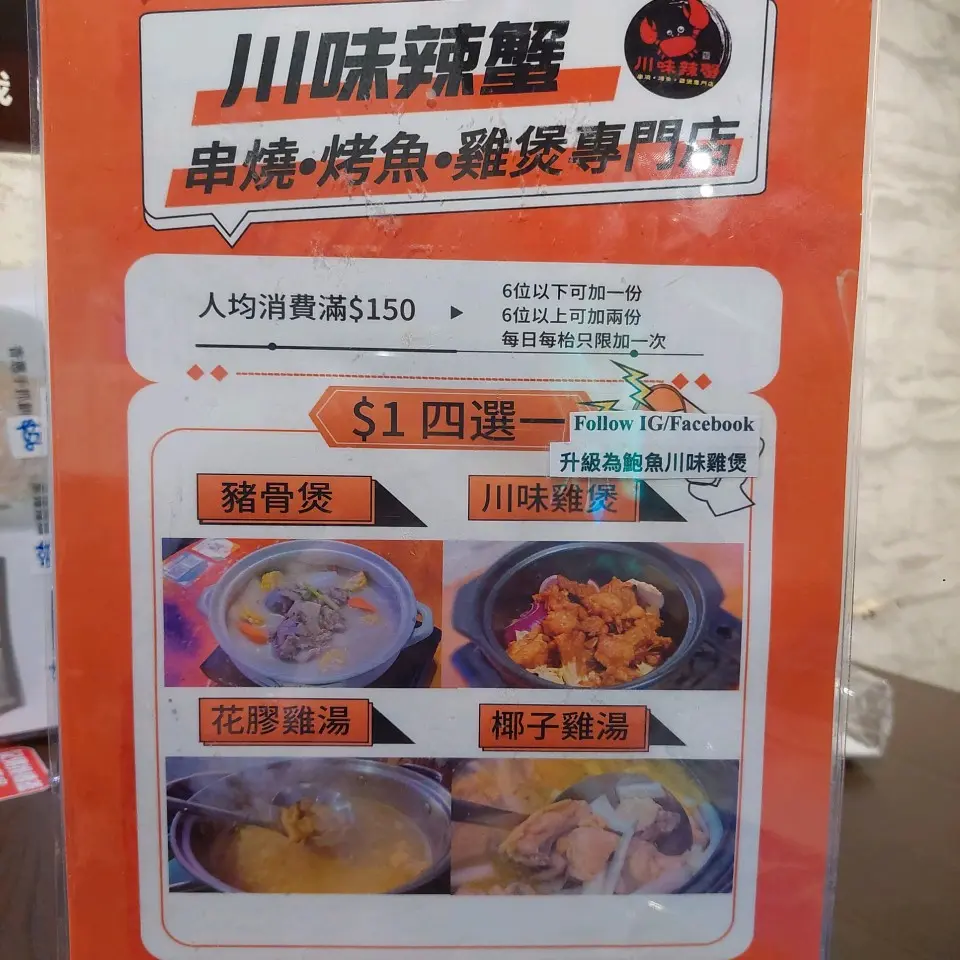 川味辣蟹
川味辣蟹
串燒•烤魚•雞煲專門店
人均消費滿$150
6位以下可加一份
6位以上可加兩份
每日每枱只限加一次
$1 四選一
Follow IG/Facebook
升級為鮑魚川味雞煲
豬骨煲
川味雞煲
花膠雞湯
椰子雞湯